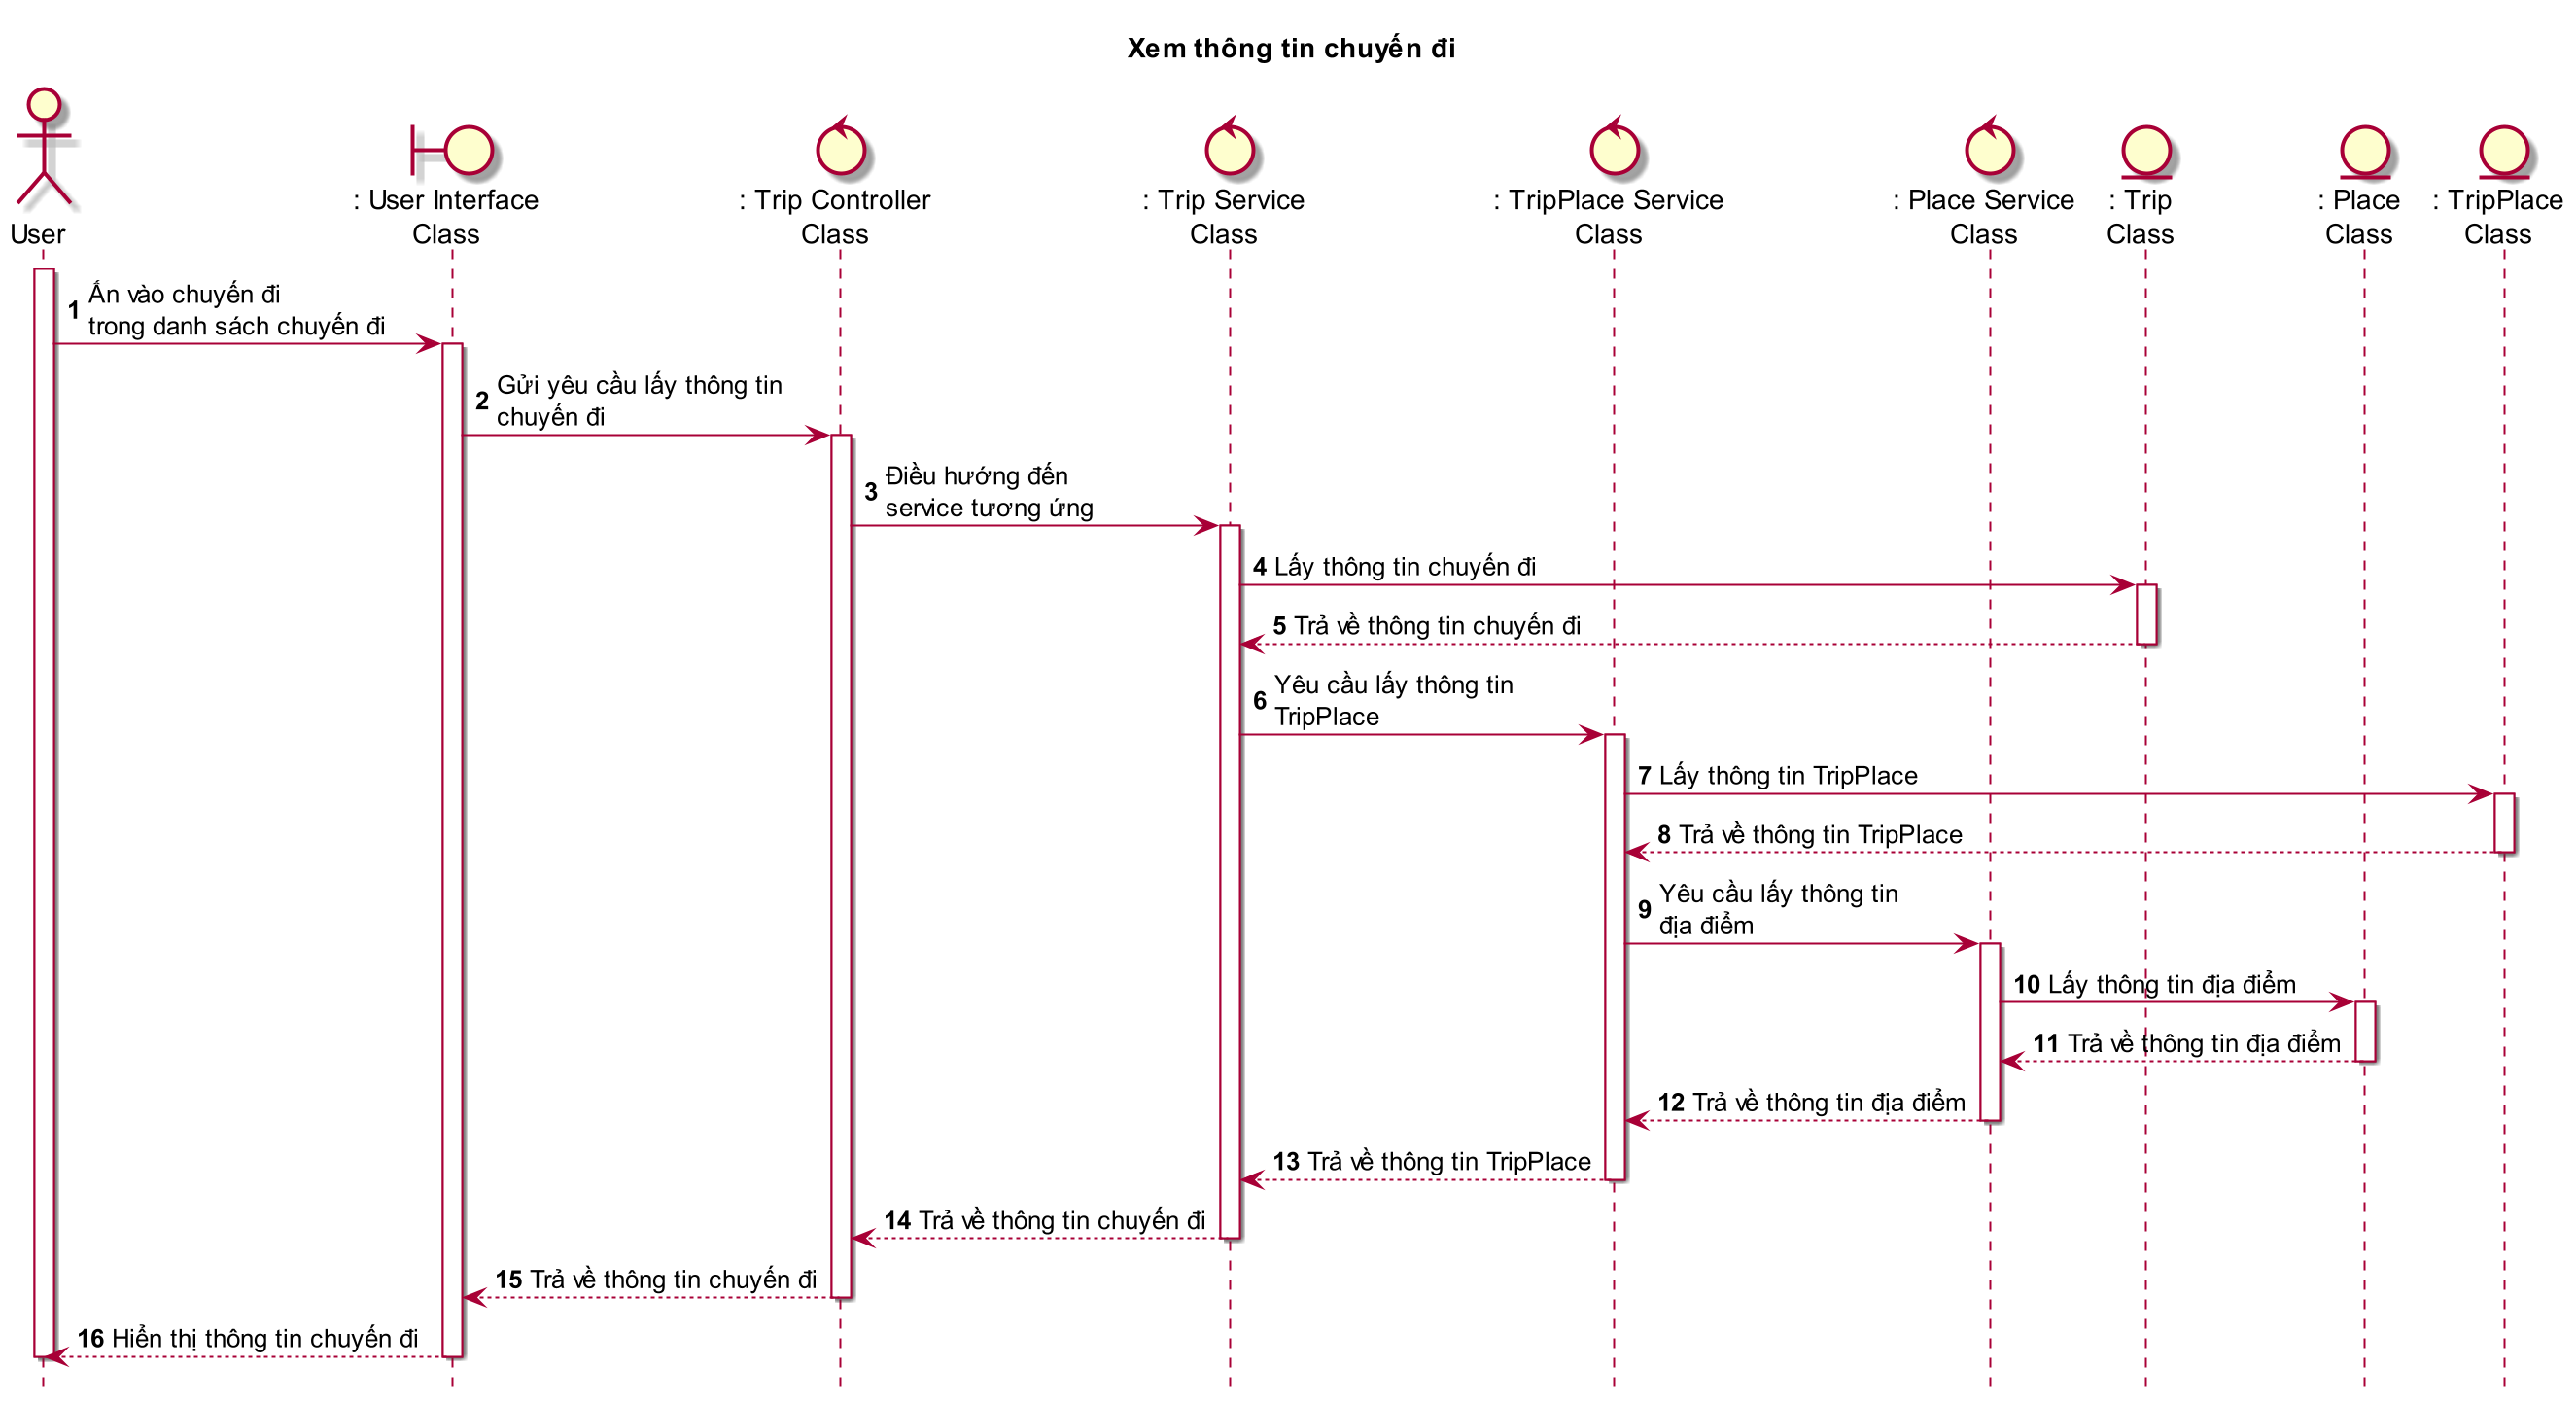 Xem thông tin chuyến đi
User
: User Interface
Class
: Trip Controller
Class
: Trip Service
Class
: TripPlace Service
Class
: Place Service
Class
: Trip
Class
: Place
Class
: TripPlace
Class
1 Ấn vào chuyến đi
trong danh sách chuyến đi
2 Gửi yêu cầu lấy thông tin
chuyến đi
3 Điều hướng đến
service tương ứng
4 Lấy thông tin chuyến đi
5 Trả về thông tin chuyến đi
6 Yêu cầu lấy thông tin
TripPlace
7 Lấy thông tin TripPlace
8 Trả về thông tin TripPlace
9 Yêu cầu lấy thông tin
địa điểm
10 Lấy thông tin địa điểm
11 Trả về thông tin địa điểm
12 Trả về thông tin địa điểm
13 Trả về thông tin TripPlace
14 Trả về thông tin chuyến đi
15 Trả về thông tin chuyến đi
16 Hiển thị thông tin chuyến đi